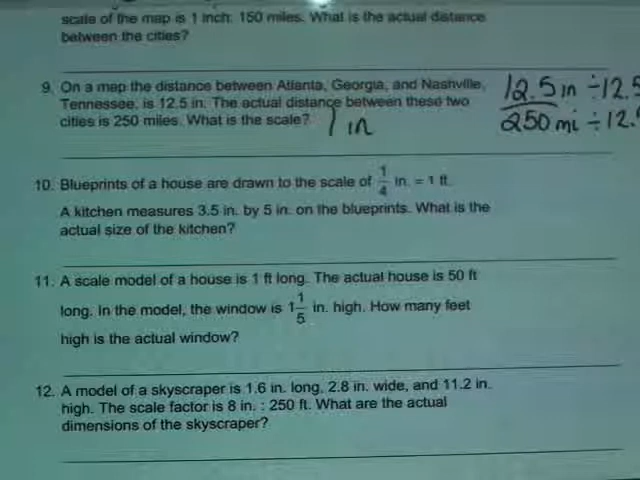 scale of the map is 1 inch: 150 miles. What is the actual distance
between the cities?
9. On a map the distance between Atlanta, Georgia, and Nashville,
Tennessee, is 12.5 in. The actual distance between these two
cities is 250 miles. What is the scale? 1 in
12.5 in ÷12.5
250 mi ÷12.
10. Blueprints of a house are drawn to the scale of 1/4 in. = 1 ft.
A kitchen measures 3.5 in. by 5 in. on the blueprints. What is the
actual size of the kitchen?
11. A scale model of a house is 1 ft long. The actual house is 50 ft
long. In the model, the window is 1 1/5 in. high. How many feet
high is the actual window?
12. A model of a skyscraper is 1.6 in. long, 2.8 in. wide, and 11.2 in.
high. The scale factor is 8 in. : 250 ft. What are the actual
dimensions of the skyscraper?